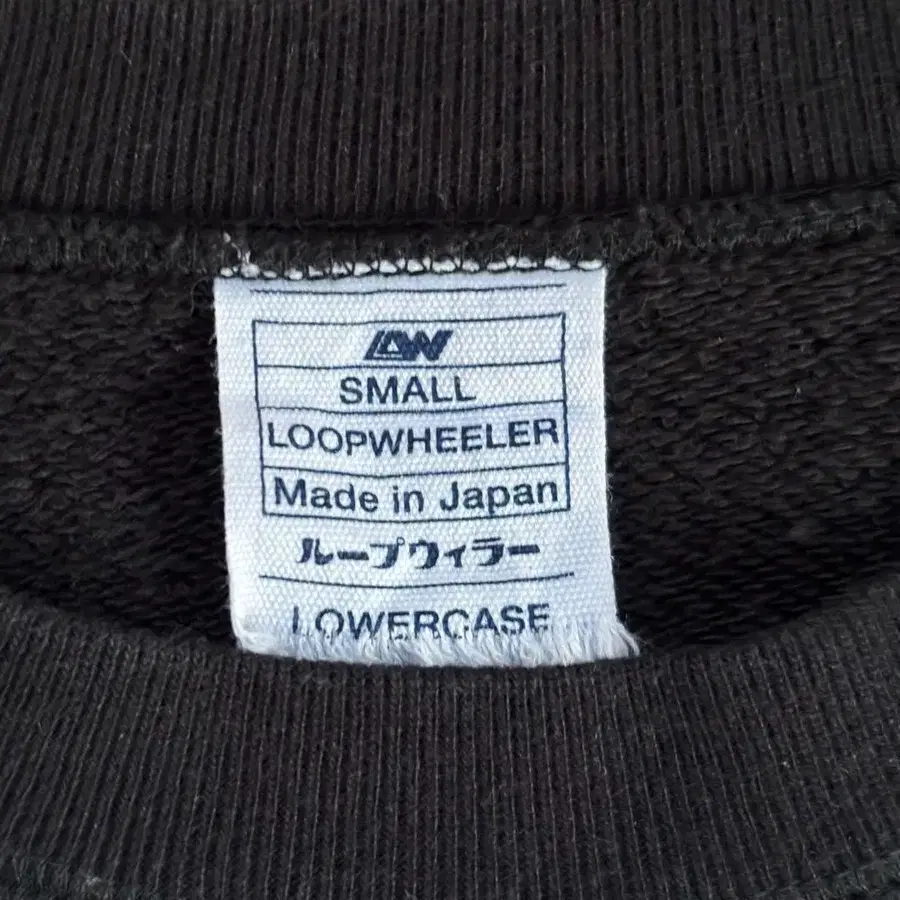 LW
SMALL
LOOPWHEELER
Made in Japan
ループウィラー
LOWERCASE